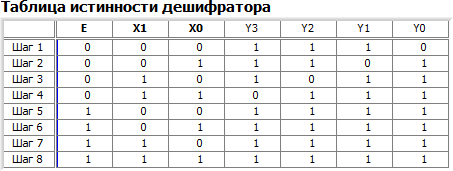 Таблица истинности дешифратора
E X1 X0 Y3 Y2 Y1 Y0
Шаг 1 0 0 0 1 1 1 0
Шаг 2 0 0 1 1 1 0 1
Шаг 3 0 1 0 1 0 1 1
Шаг 4 0 1 1 0 1 1 1
Шаг 5 1 0 0 1 1 1 1
Шаг 6 1 0 1 1 1 1 1
Шаг 7 1 1 0 1 1 1 1
Шаг 8 1 1 1 1 1 1 1